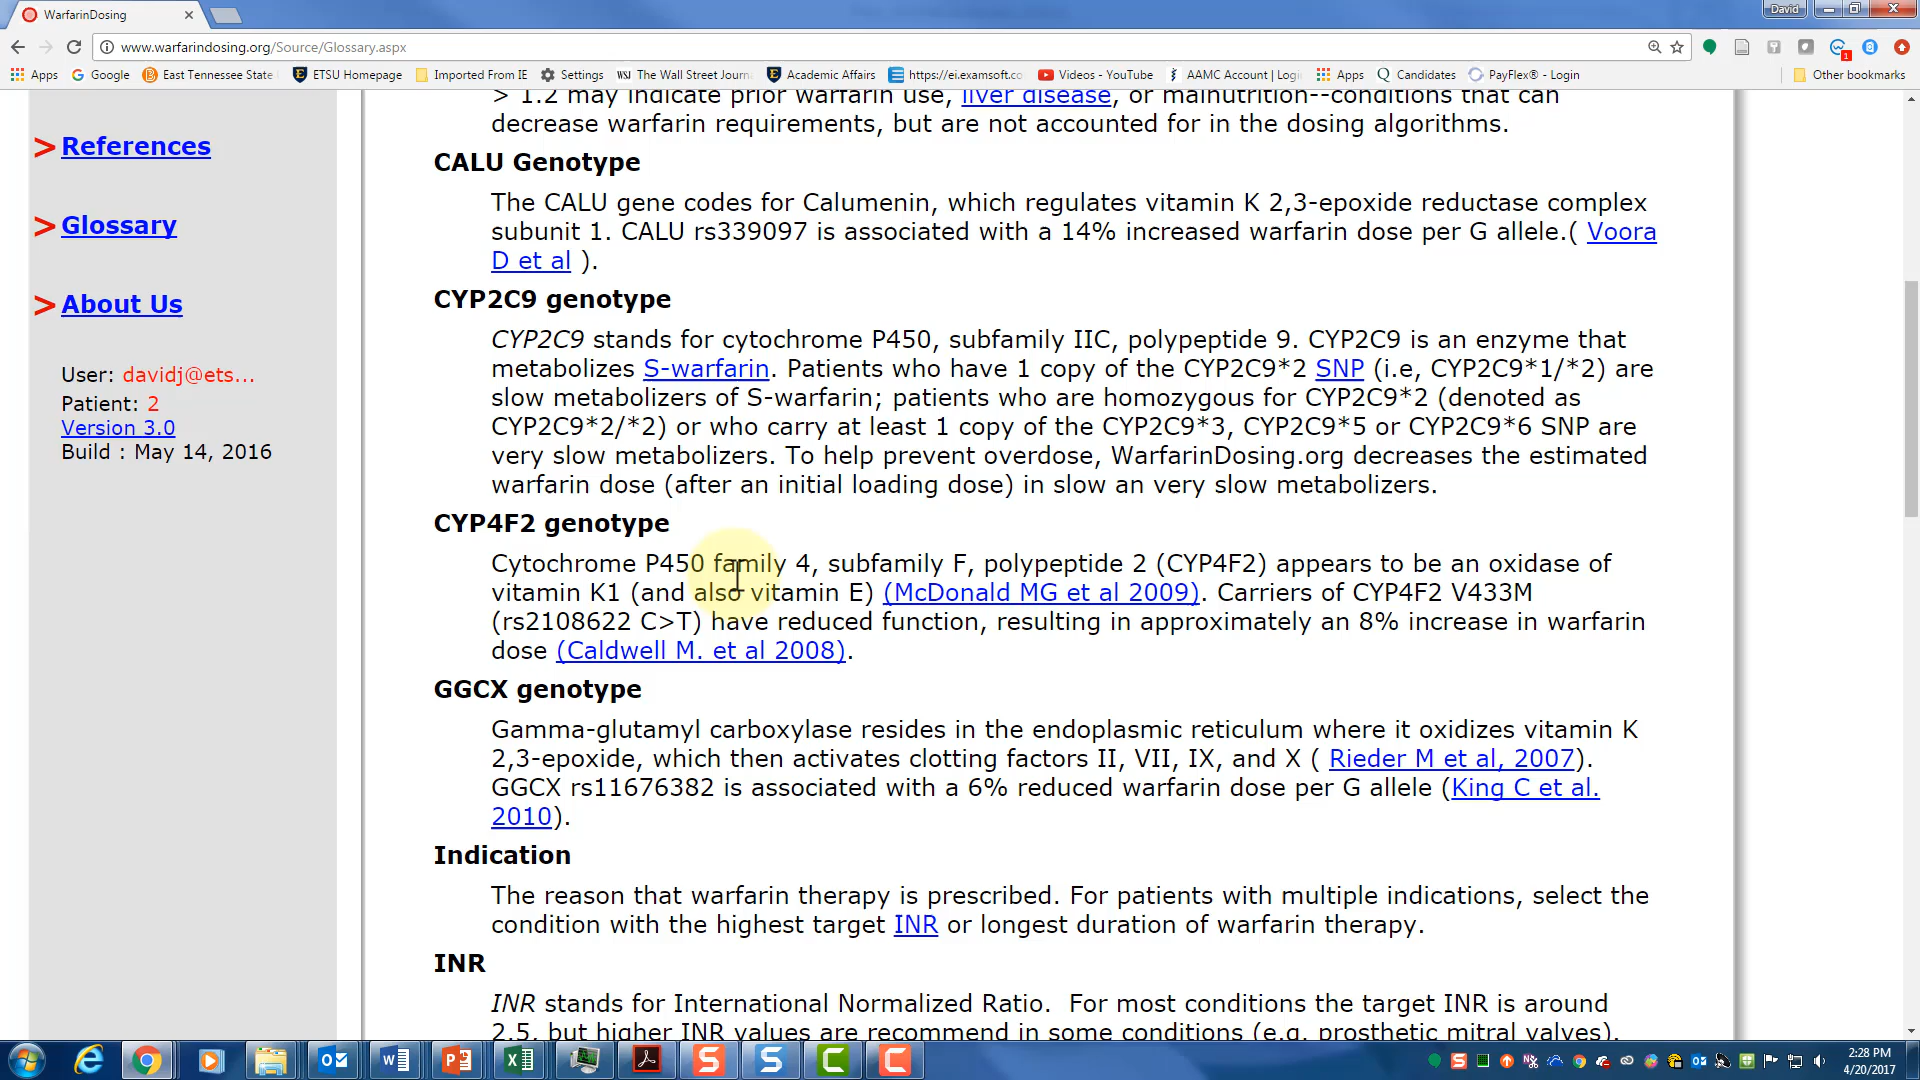 WarfarinDosing
David
www.warfarindosing.org/Source/Glossary.aspx
Apps Google East Tennessee State ETSU Homepage Imported From IE Settings WSJ The Wall Street Journ Academic Affairs https://ei.examsoft.co Videos - YouTube AAMC Account | Logi Apps Candidates PayFlex® - Login Other bookmarks
> References
> Glossary
> About Us
User: davidj@ets...
Patient: 2
Version 3.0
Build : May 14, 2016
> 1.2 may indicate prior warfarin use, liver disease, or malnutrition--conditions that can
decrease warfarin requirements, but are not accounted for in the dosing algorithms.
CALU Genotype
The CALU gene codes for Calumenin, which regulates vitamin K 2,3-epoxide reductase complex
subunit 1. CALU rs339097 is associated with a 14% increased warfarin dose per G allele.( Voora
D et al ).
CYP2C9 genotype
CYP2C9 stands for cytochrome P450, subfamily IIC, polypeptide 9. CYP2C9 is an enzyme that
metabolizes S-warfarin. Patients who have 1 copy of the CYP2C9*2 SNP (i.e, CYP2C9*1/*2) are
slow metabolizers of S-warfarin; patients who are homozygous for CYP2C9*2 (denoted as
CYP2C9*2/*2) or who carry at least 1 copy of the CYP2C9*3, CYP2C9*5 or CYP2C9*6 SNP are
very slow metabolizers. To help prevent overdose, WarfarinDosing.org decreases the estimated
warfarin dose (after an initial loading dose) in slow an very slow metabolizers.
CYP4F2 genotype
Cytochrome P450 family 4, subfamily F, polypeptide 2 (CYP4F2) appears to be an oxidase of
vitamin K1 (and also vitamin E) (McDonald MG et al 2009). Carriers of CYP4F2 V433M
(rs2108622 C>T) have reduced function, resulting in approximately an 8% increase in warfarin
dose (Caldwell M. et al 2008).
GGCX genotype
Gamma-glutamyl carboxylase resides in the endoplasmic reticulum where it oxidizes vitamin K
2,3-epoxide, which then activates clotting factors II, VII, IX, and X ( Rieder M et al, 2007).
GGCX rs11676382 is associated with a 6% reduced warfarin dose per G allele (King C et al.
2010).
Indication
The reason that warfarin therapy is prescribed. For patients with multiple indications, select the
condition with the highest target INR or longest duration of warfarin therapy.
INR
INR stands for International Normalized Ratio.  For most conditions the target INR is around
2.5, but higher INR values are recommend in some conditions (e.g. prosthetic mitral valves).
2:28 PM
4/20/2017